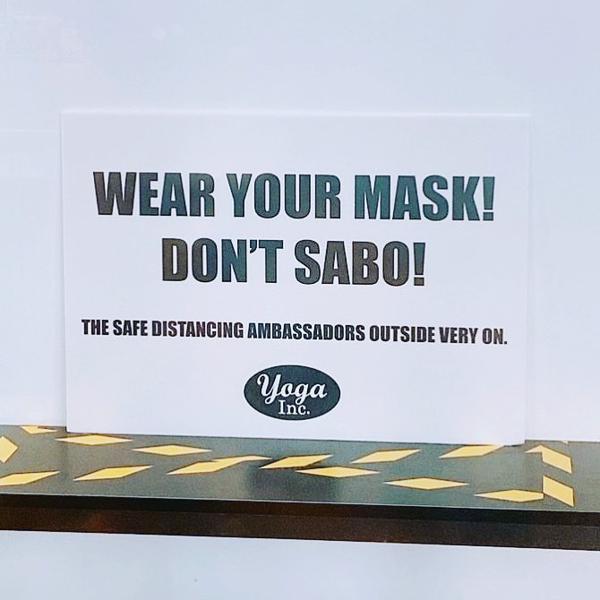 WEAR YOUR MASK!
DON'T SABO!
THE SAFE DISTANCING AMBASSADORS OUTSIDE VERY ON.
Yoga
Inc.